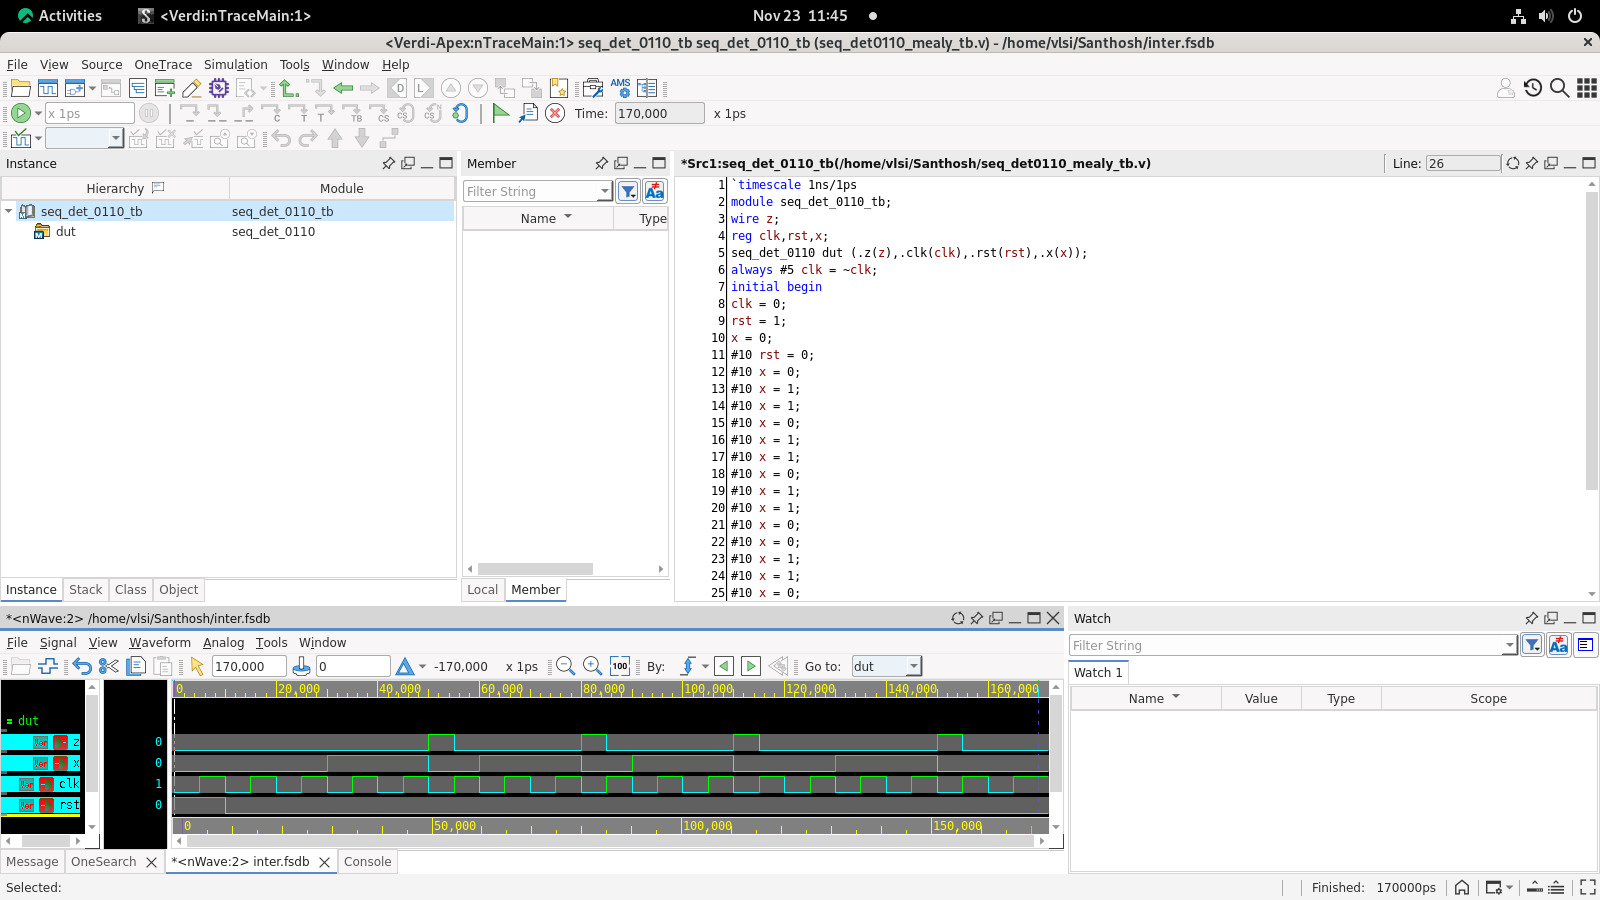 Activities <Verdi:nTraceMain:1> Nov 23 11:45
<Verdi-Apex:nTraceMain:1> seq_det_0110_tb seq_det_0110_tb (seq_det0110_mealy_tb.v) - /home/vlsi/Santhosh/inter.fsdb
File View Source OneTrace Simulation Tools Window Help
x 1ps Time: 170,000 x 1ps
Instance
Hierarchy Module
seq_det_0110_tb seq_det_0110_tb
dut seq_det_0110
Instance Stack Class Object
Member
Filter String
Name Type
Local Member
*Src1:seq_det_0110_tb(/home/vlsi/Santhosh/seq_det0110_mealy_tb.v) Line: 26
1 `timescale 1ns/1ps
2 module seq_det_0110_tb;
3 wire z;
4 reg clk,rst,x;
5 seq_det_0110 dut (.z(z),.clk(clk),.rst(rst),.x(x));
6 always #5 clk = ~clk;
7 initial begin
8 clk = 0;
9 rst = 1;
10 x = 0;
11 #10 rst = 0;
12 #10 x = 0;
13 #10 x = 1;
14 #10 x = 1;
15 #10 x = 0;
16 #10 x = 1;
17 #10 x = 1;
18 #10 x = 0;
19 #10 x = 1;
20 #10 x = 1;
21 #10 x = 0;
22 #10 x = 0;
23 #10 x = 1;
24 #10 x = 1;
25 #10 x = 0;
*<nWave:2> /home/vlsi/Santhosh/inter.fsdb
File Signal View Waveform Analog Tools Window
170,000 0 -170,000 x 1ps 100 By: Go to: dut
0 20,000 40,000 60,000 80,000 100,000 120,000 140,000 160,000
= dut
z 0
x 0
clk 1
rst 0
0 50,000 100,000 150,000
Message OneSearch *<nWave:2> inter.fsdb Console
Watch
Filter String
Watch 1
Name Value Type Scope
Selected: Finished: 170000ps